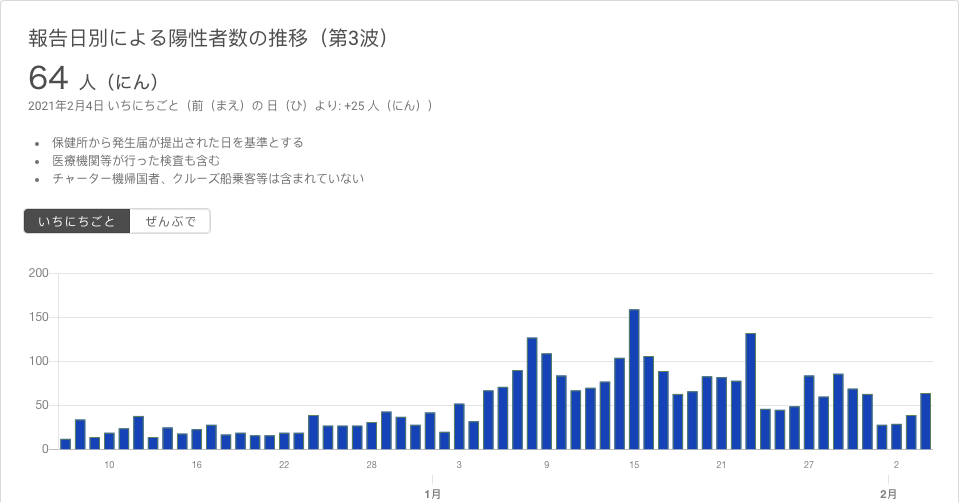 報告日別による陽性者数の推移（第3波）
64 人（にん）
2021年2月4日 いちにちごと（前（まえ）の 日（ひ）より: +25 人（にん））
• 保健所から発生届が提出された日を基準とする
• 医療機関等が行った検査も含む
• チャーター機帰国者、クルーズ船乗客等は含まれていない
いちにちごと ぜんぶで
200
150
100
50
0
10 16 22 28 3 9 15 21 27 2
1月 2月